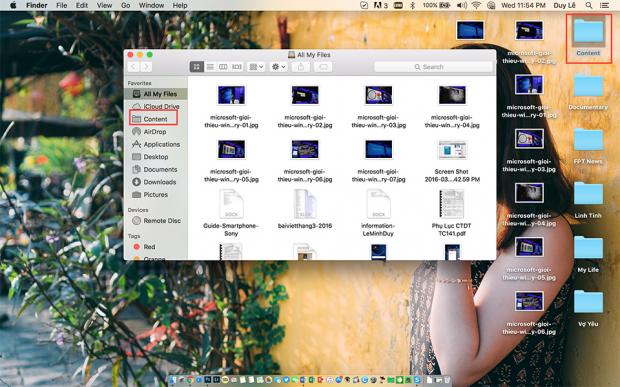 Finder File Edit View Go Window Help
3
100%
Wed 11:54 PM Duy Lê
All My Files
Search
Favorites
All My Files
iCloud Drive
Content
AirDrop
Applications
Desktop
Documents
Downloads
Pictures
Devices
Remote Disc
Tags
Red
Orange
microsoft-gioi-
thieu-win...ry-01.jpg
microsoft-gioi-
thieu-win...ry-02.jpg
microsoft-gioi-
thieu-win...ry-03.jpg
microsoft-gioi-
thieu-win...ry-04.jpg
microsoft-gioi-
thieu-win...ry-05.jpg
microsoft-gioi-
thieu-win...ry-06.jpg
microsoft-gioi-
thieu-win...ry-07.jpg
Screen Shot
2016-03-...42.59 PM
DOCX
Guide-Smartphone-
Sony
baiviettthang3-2016
DOCX
information-
LeMinhDuy
Phụ Lục CTDT
TC141.pdf
microsoft-gioi-
thieu-wi...y-02.jpg
Content
microsoft-gioi-
thieu-wi...ry-01.jpg
Documentary
microsoft-gioi-
thieu-wi...y-03.jpg
FPT News
microsoft-gioi-
thieu-wi...y-04.jpg
Linh Tinh
microsoft-gioi-
thieu-wi...y-05.jpg
My Life
microsoft-gioi-
thieu-wi...y-06.jpg
Vợ Yêu